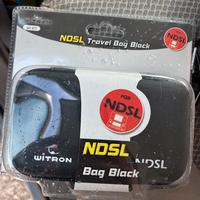 NDSL Travel Bag Black
FOR
NDSL
WITRON
NDSL
NDSL
Bag Black